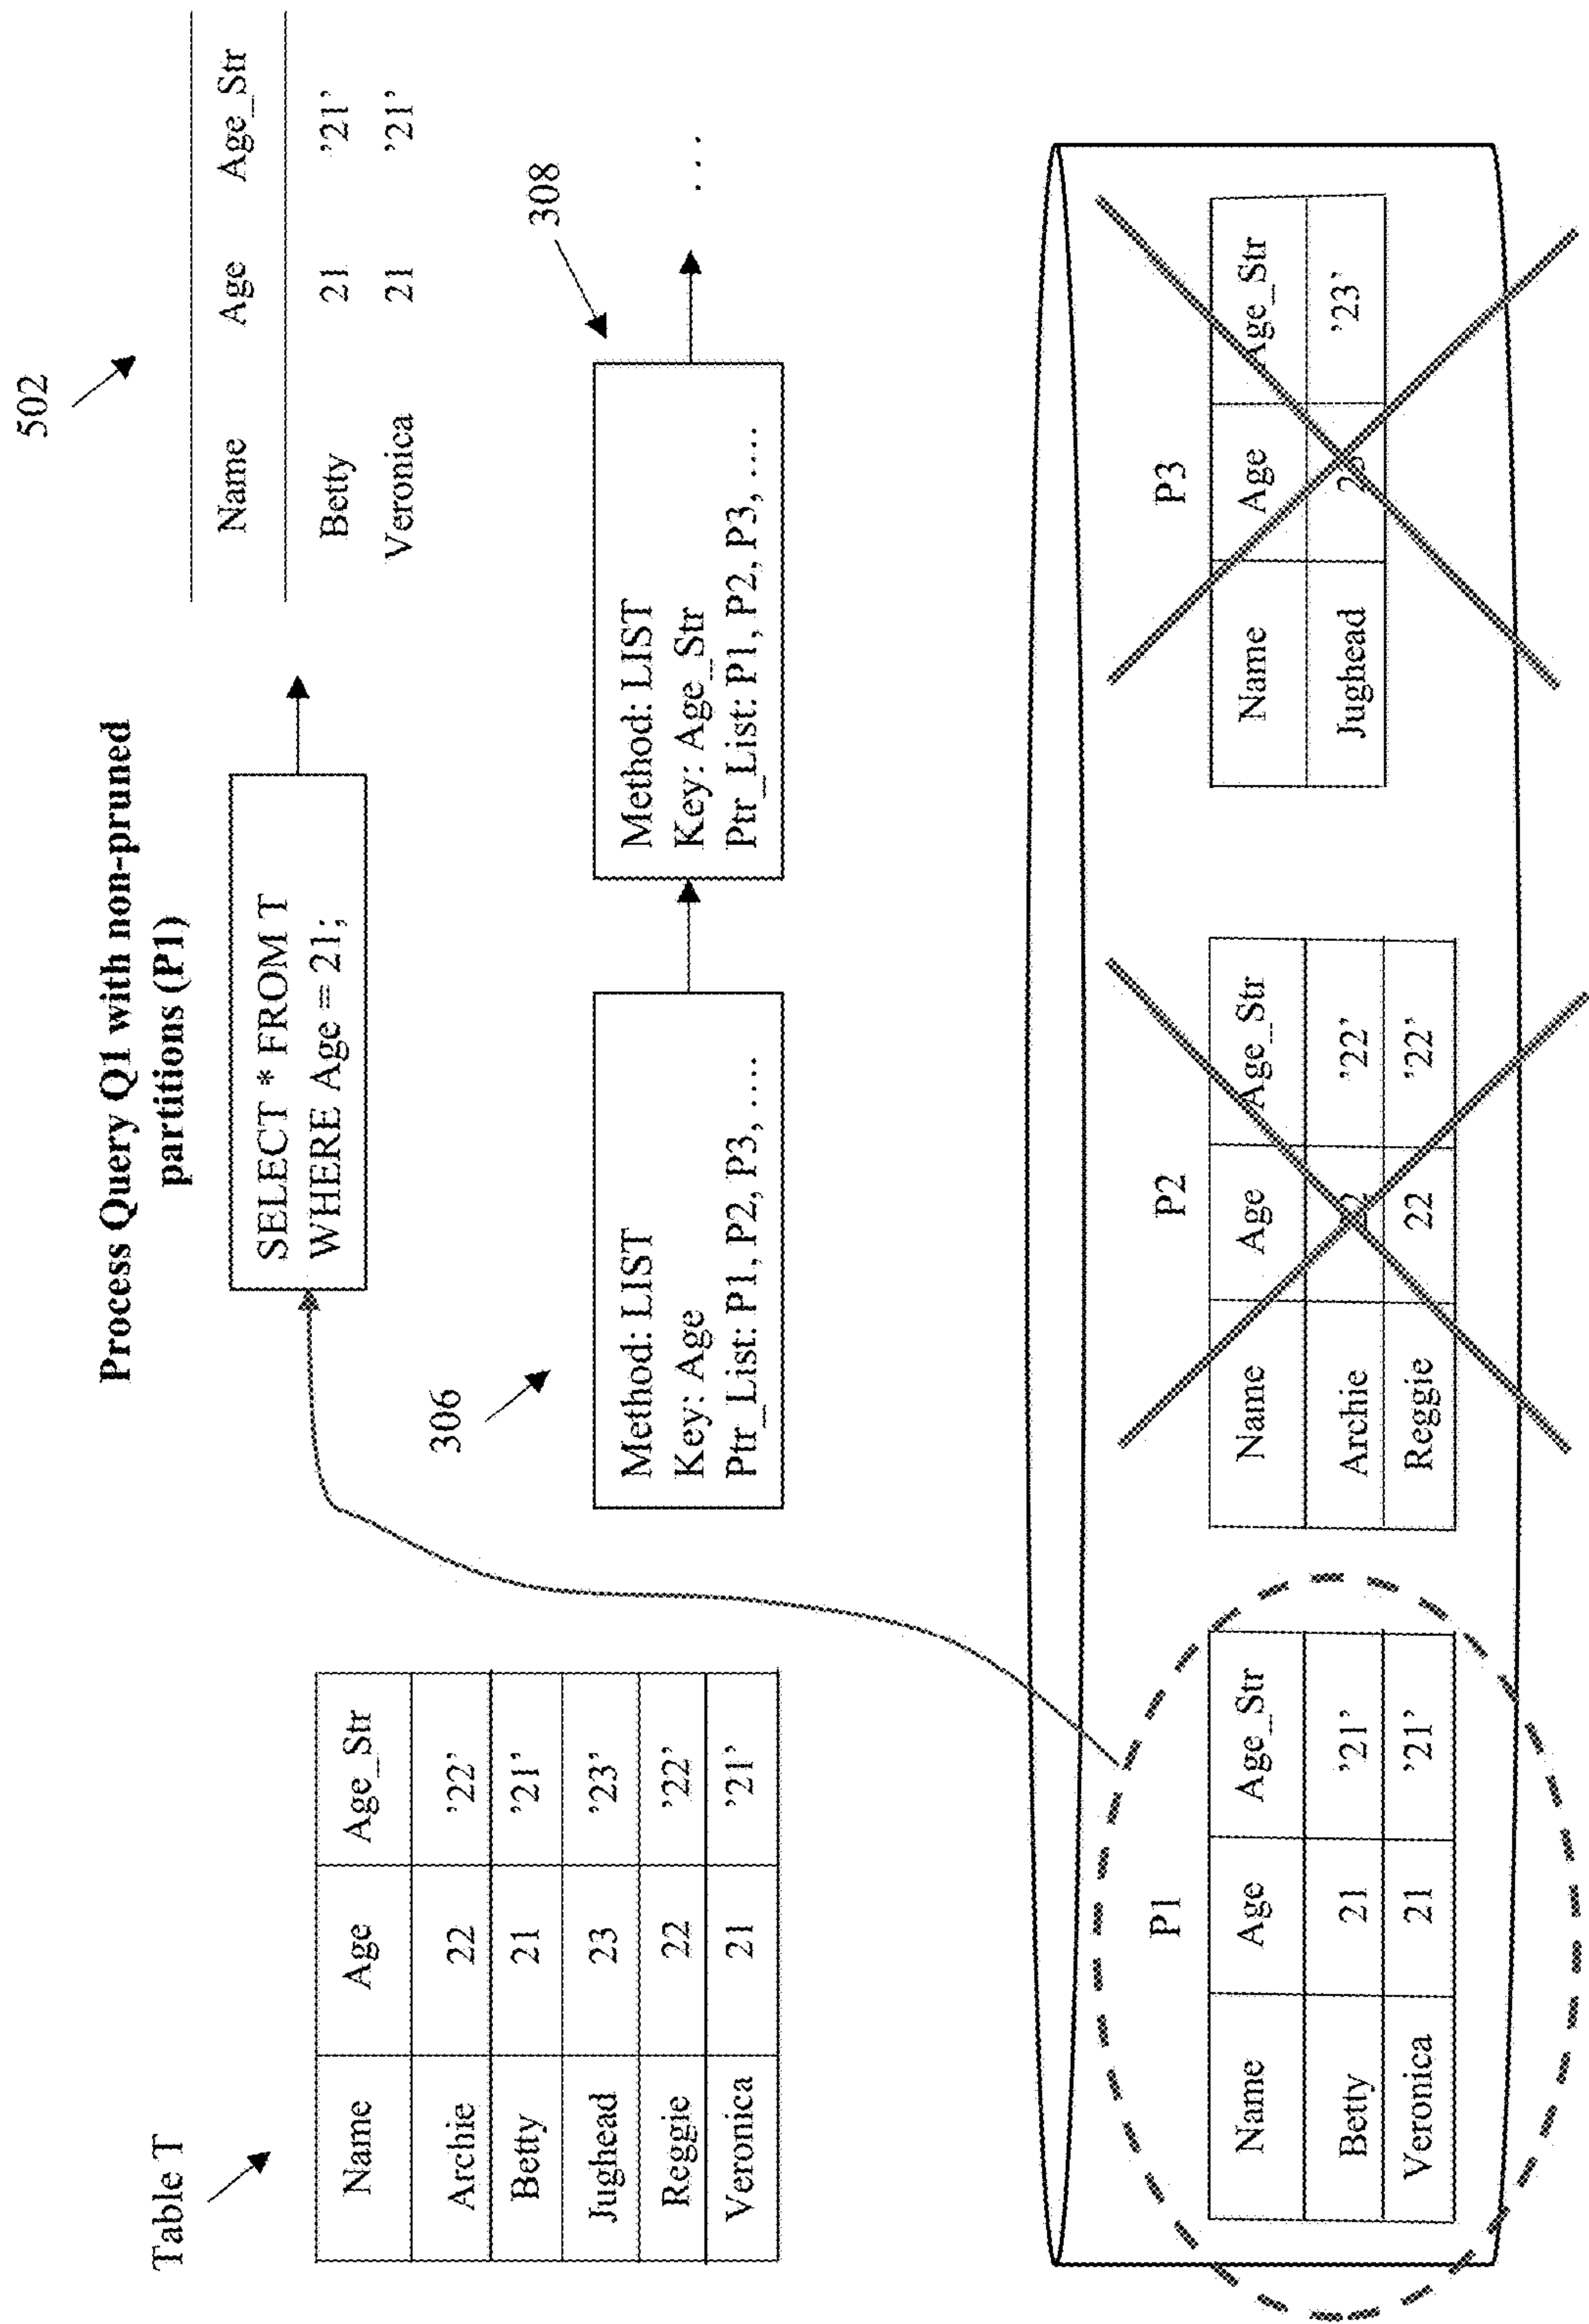 Process Query Q1 with non-pruned
partitions (P1)
502
Table T
Name Age Age_Str
Archie 22 ’22’
Betty 21 ’21’
Jughead 23 ’23’
Reggie 22 ’22’
Veronica 21 ’21’
SELECT * FROM T
WHERE Age = 21;
Name Age Age_Str
Betty 21 ’21’
Veronica 21 ’21’
306
Method: LIST
Key: Age
Ptr_List: P1, P2, P3, ....
308
Method: LIST
Key: Age_Str
Ptr_List: P1, P2, P3, ....
...
P1
Name Age Age_Str
Betty 21 ’21’
Veronica 21 ’21’
P2
Name Age Age_Str
Archie 22 ’22’
Reggie 22 ’22’
P3
Name Age Age_Str
Jughead 23 ’23’